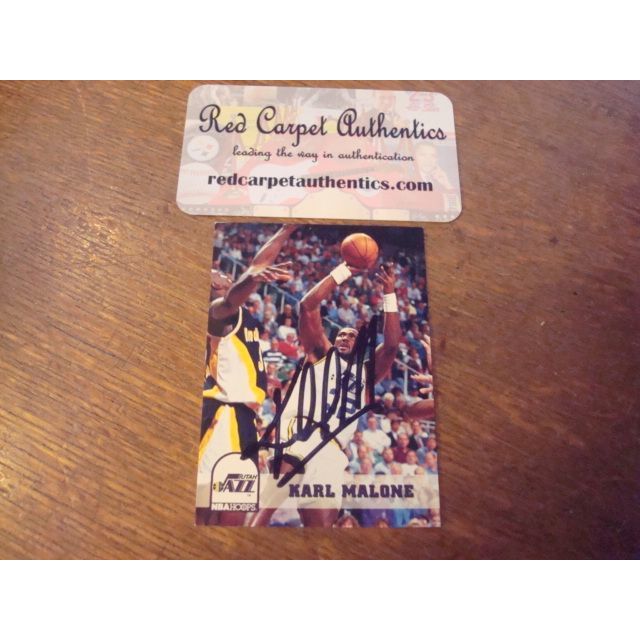 Red Carpet Authentics
leading the way in authentication
redcarpetauthentics.com
UTAH
JAZZ
NBA HOOPS
KARL MALONE